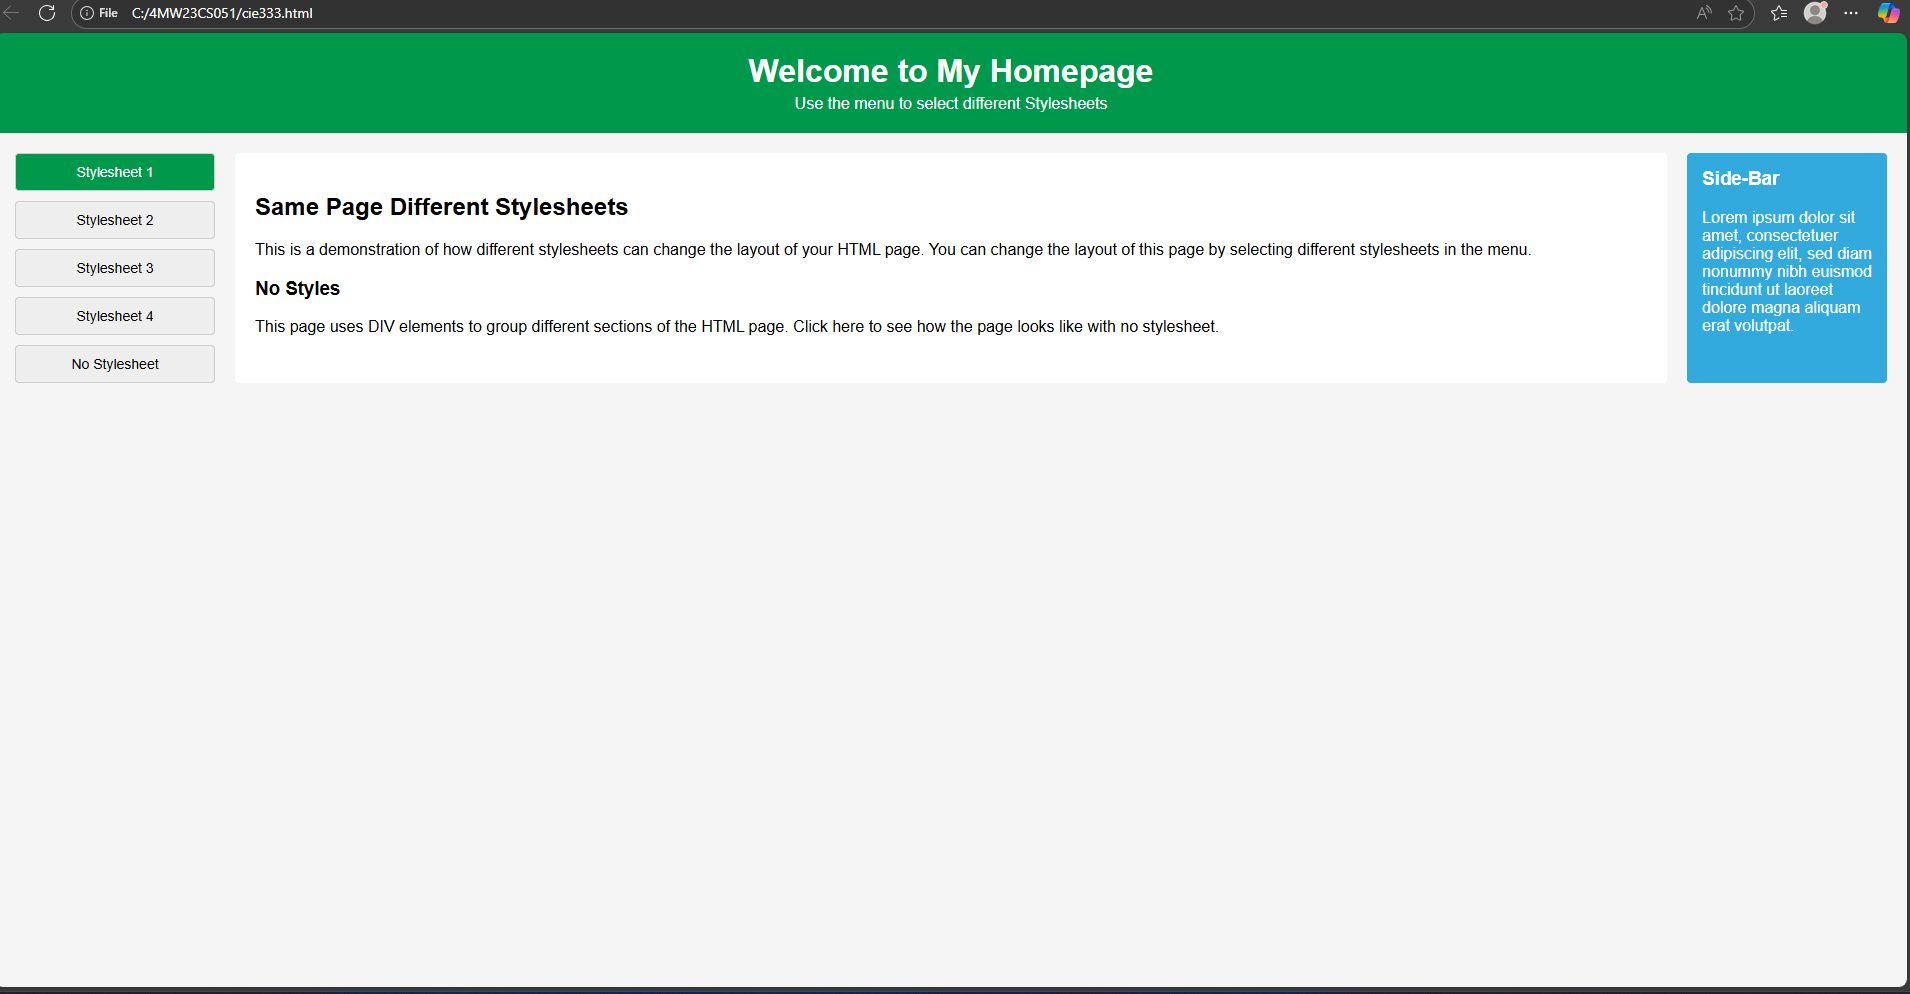 File C:/4MW23CS051/cie333.html
Welcome to My Homepage
Use the menu to select different Stylesheets
Stylesheet 1
Stylesheet 2
Stylesheet 3
Stylesheet 4
No Stylesheet
Same Page Different Stylesheets
This is a demonstration of how different stylesheets can change the layout of your HTML page. You can change the layout of this page by selecting different stylesheets in the menu.
No Styles
This page uses DIV elements to group different sections of the HTML page. Click here to see how the page looks like with no stylesheet.
Side-Bar
Lorem ipsum dolor sit
amet, consectetuer
adipiscing elit, sed diam
nonummy nibh euismod
tincidunt ut laoreet
dolore magna aliquam
erat volutpat.